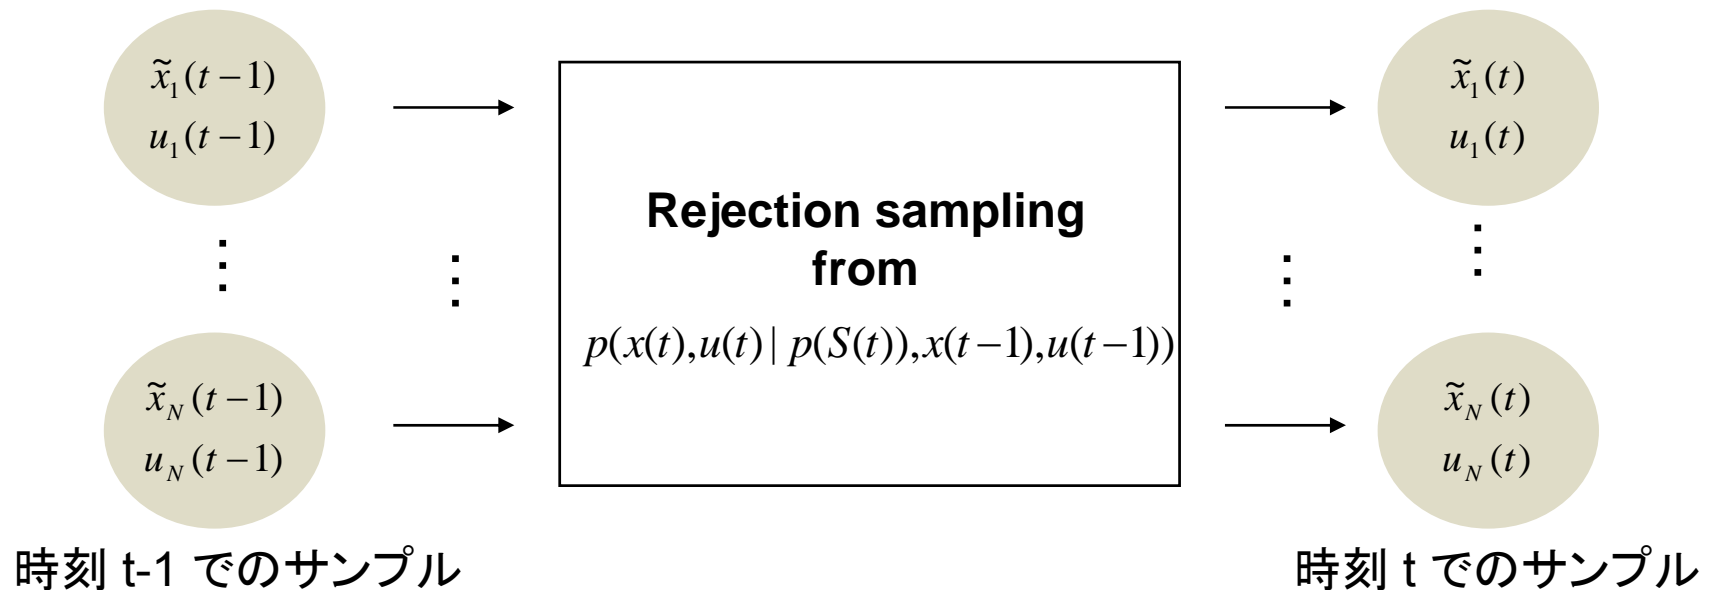 x̃₁(t−1)
u₁(t−1)
⋮
x̃_N(t−1)
u_N(t−1)
時刻 t-1 でのサンプル
⋮
Rejection sampling
from
p(x(t),u(t)| p(S(t)),x(t−1),u(t−1))
⋮
x̃₁(t)
u₁(t)
⋮
x̃_N(t)
u_N(t)
時刻 t でのサンプル